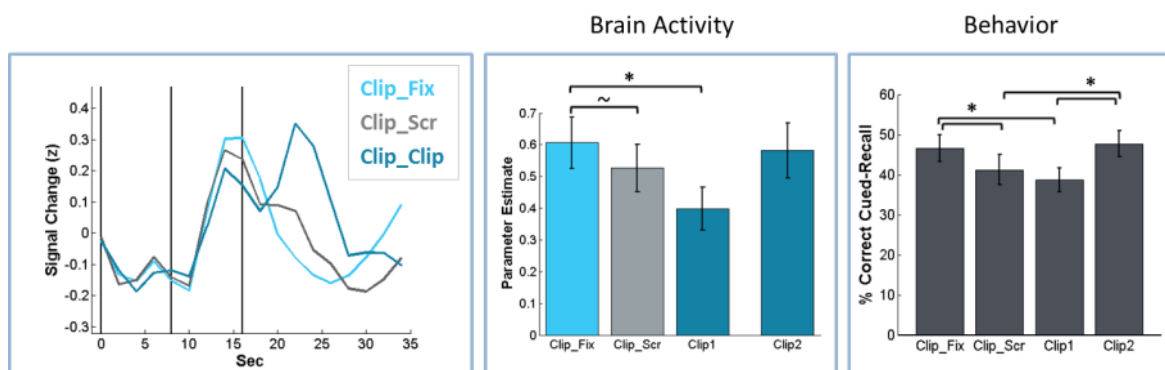 Brain Activity
Behavior
Clip_Fix
Clip_Scr
Clip_Clip
Signal Change (z)
0.4
0.3
0.2
0.1
0
-0.1
-0.2
-0.3
0 5 10 15 20 25 30 35
Sec
*
~
Parameter Estimate
0.7
0.6
0.5
0.4
0.3
0.2
0.1
0
Clip_Fix Clip_Scr Clip1 Clip2
*
*
% Correct Cued-Recall
60
50
40
30
20
10
0
Clip_Fix Clip_Scr Clip1 Clip2